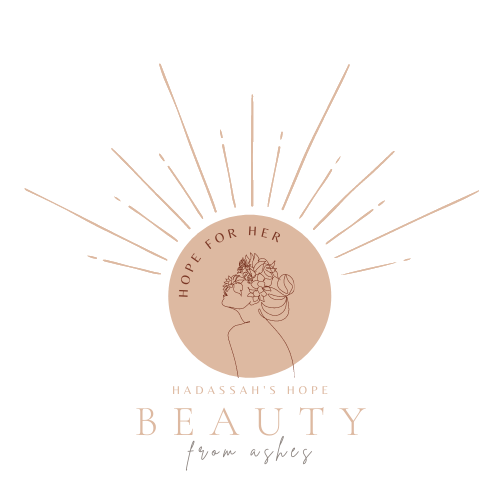 HOPE FOR HER
HADASSAH'S HOPE
BEAUTY
from ashes